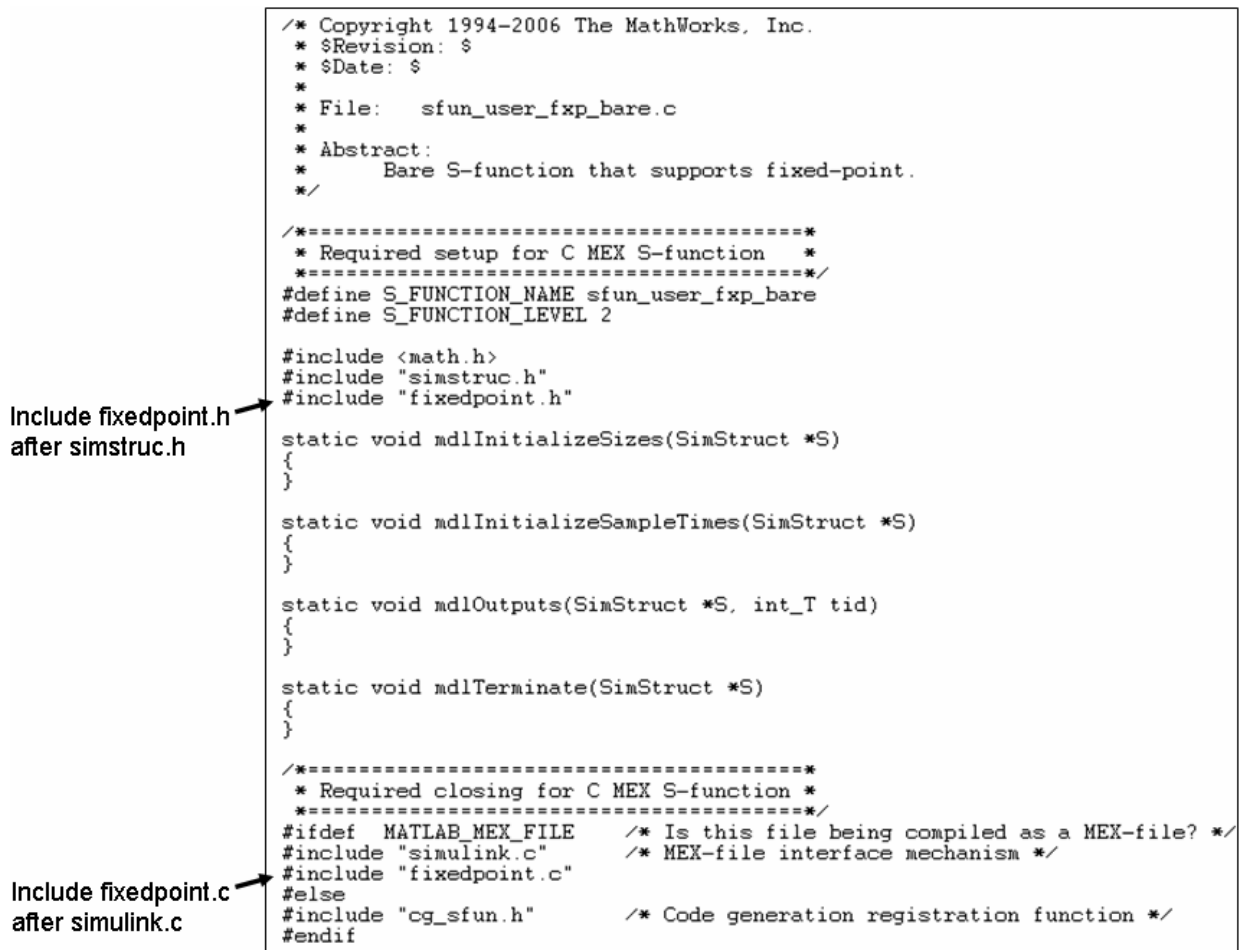 /* Copyright 1994-2006 The MathWorks, Inc.
 * $Revision: $
 * $Date: $
 *
 * File:   sfun_user_fxp_bare.c
 *
 * Abstract:
 *      Bare S-function that supports fixed-point.
 */

/*=======================================*
 * Required setup for C MEX S-function   *
 *=======================================*/
#define S_FUNCTION_NAME sfun_user_fxp_bare
#define S_FUNCTION_LEVEL 2

#include <math.h>
#include "simstruc.h"
#include "fixedpoint.h"
Include fixedpoint.h
after simstruc.h

static void mdlInitializeSizes(SimStruct *S)
{
}

static void mdlInitializeSampleTimes(SimStruct *S)
{
}

static void mdlOutputs(SimStruct *S, int_T tid)
{
}

static void mdlTerminate(SimStruct *S)
{
}

/*=======================================*
 * Required closing for C MEX S-function *
 *=======================================*/
#ifdef  MATLAB_MEX_FILE    /* Is this file being compiled as a MEX-file? */
#include "simulink.c"      /* MEX-file interface mechanism */
#include "fixedpoint.c"
Include fixedpoint.c
after simulink.c
#else
#include "cg_sfun.h"       /* Code generation registration function */
#endif